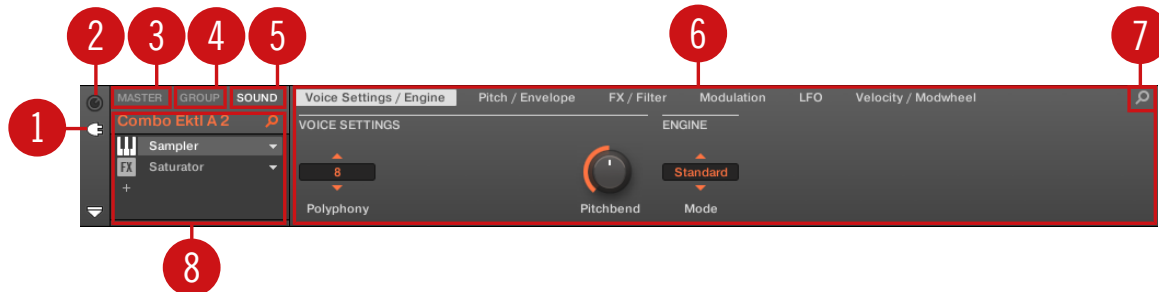 2 3 4 5 6 7
MASTER GROUP SOUND Voice Settings / Engine Pitch / Envelope FX / Filter Modulation LFO Velocity / Modwheel
1 Combo Ektl A 2 VOICE SETTINGS ENGINE
Sampler
FX Saturator 8 Standard
+
Polyphony Pitchbend Mode
8